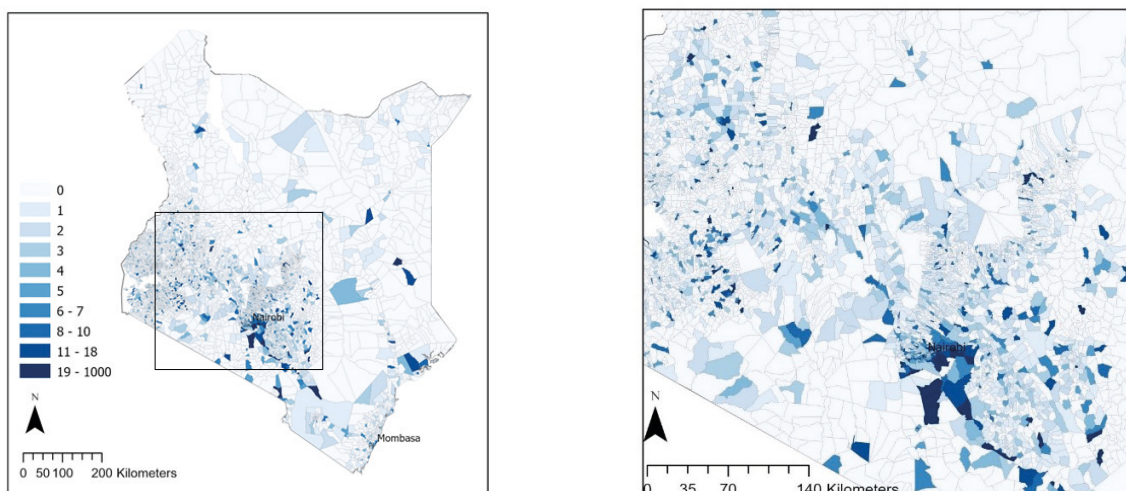 0
1
2
3
4
5
6 - 7
8 - 10
11 - 18
19 - 1000
N
0 50 100 200 Kilometers
Nairobi
Mombasa
Nairobi
N
0 35 70 140 Kilometers